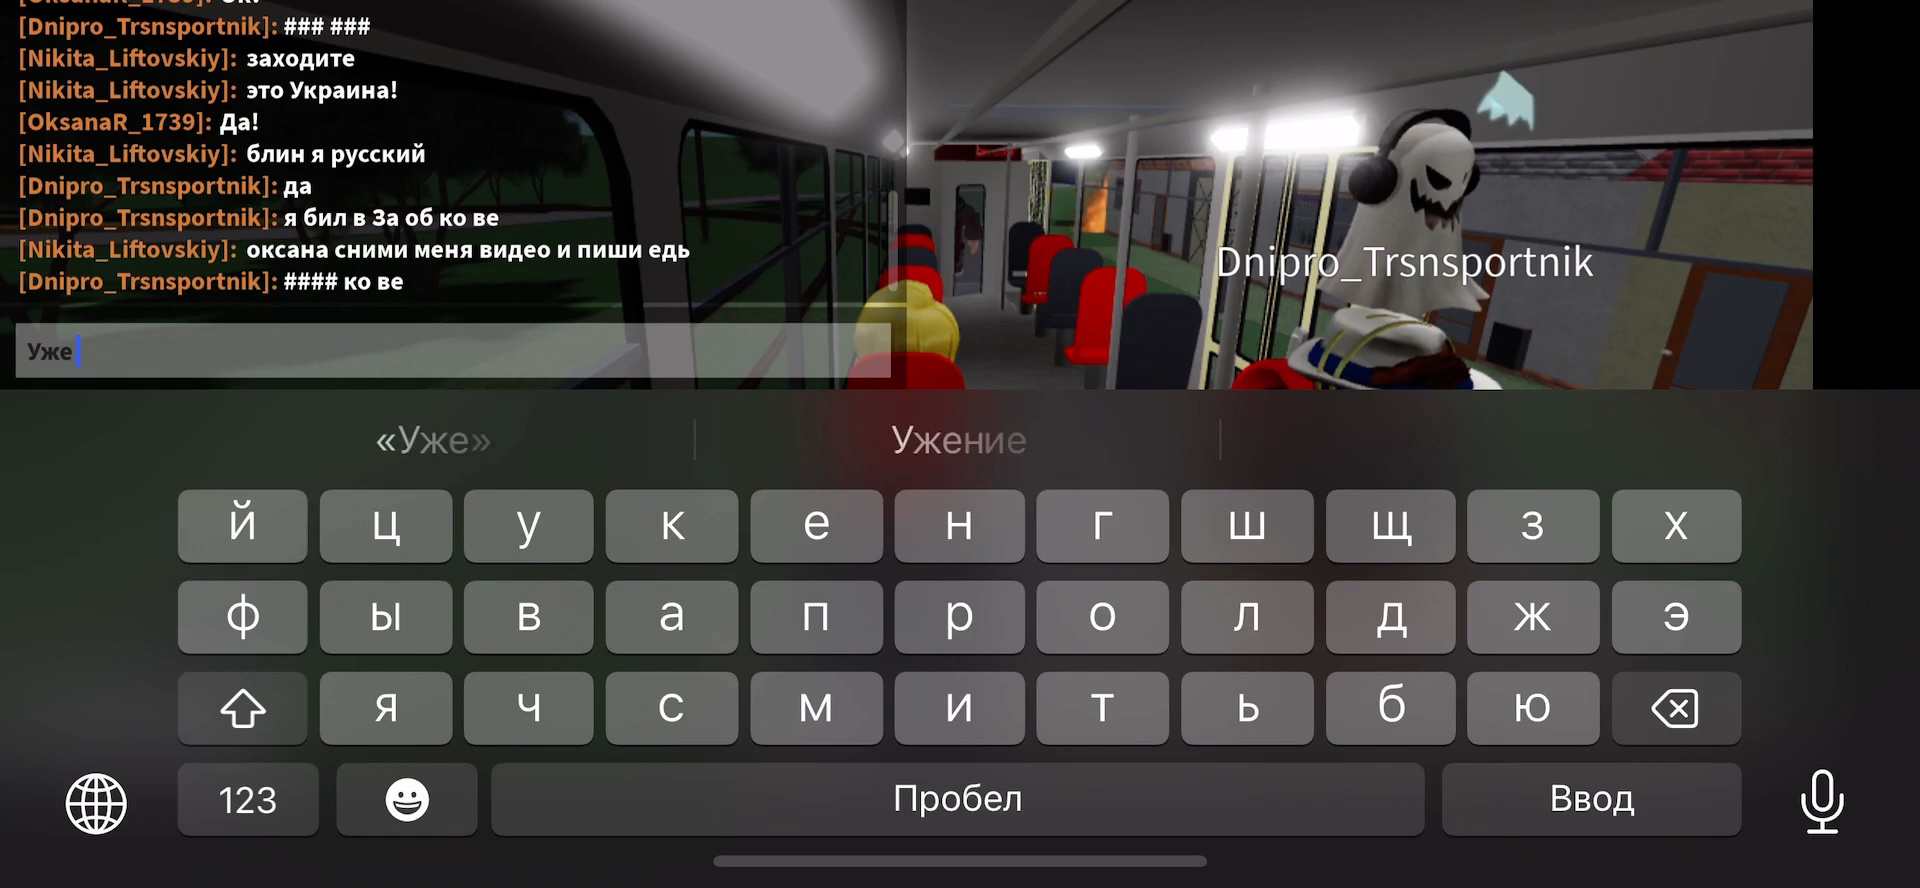 [Dnipro_Trsnsportnik]: ### ###
[Nikita_Liftovskiy]: заходите
[Nikita_Liftovskiy]: это Украина!
[OksanaR_1739]: Да!
[Nikita_Liftovskiy]: блин я русский
[Dnipro_Trsnsportnik]: да
[Dnipro_Trsnsportnik]: я бил в За об ко ве
[Nikita_Liftovskiy]: оксана сними меня видео и пиши едь
[Dnipro_Trsnsportnik]: #### ко ве
Dnipro_Trsnsportnik
Уже
«Уже» Ужение
й ц у к е н г ш щ з х
ф ы в а п р о л д ж э
я ч с м и т ь б ю
123 Пробел Ввод